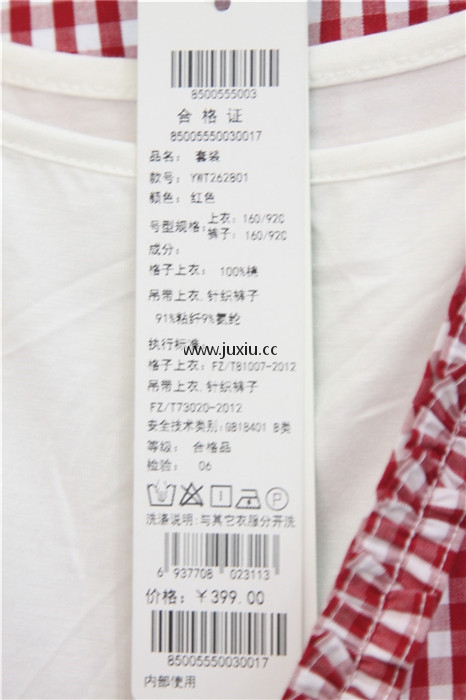 8500555003
合格证
85005550030017
品名: 套装
款号: YWT262801
颜色: 红色
号型规格: 上衣: 160/92C
裤子: 160/92C
成分:
格子上衣: 100%棉
吊带上衣.针织裤子
91%粘纤9%氨纶
执行标准:
www.juxiu.cc
格子上衣: FZ/T81007-2012
吊带上衣.针织裤子
FZ/T73020-2012
安全技术类别:GB18401 B类
等级: 合格品
检验: 06
洗涤说明:与其它衣服分开洗
6 937708 023113
价格: ￥399.00
85005550030017
内部使用